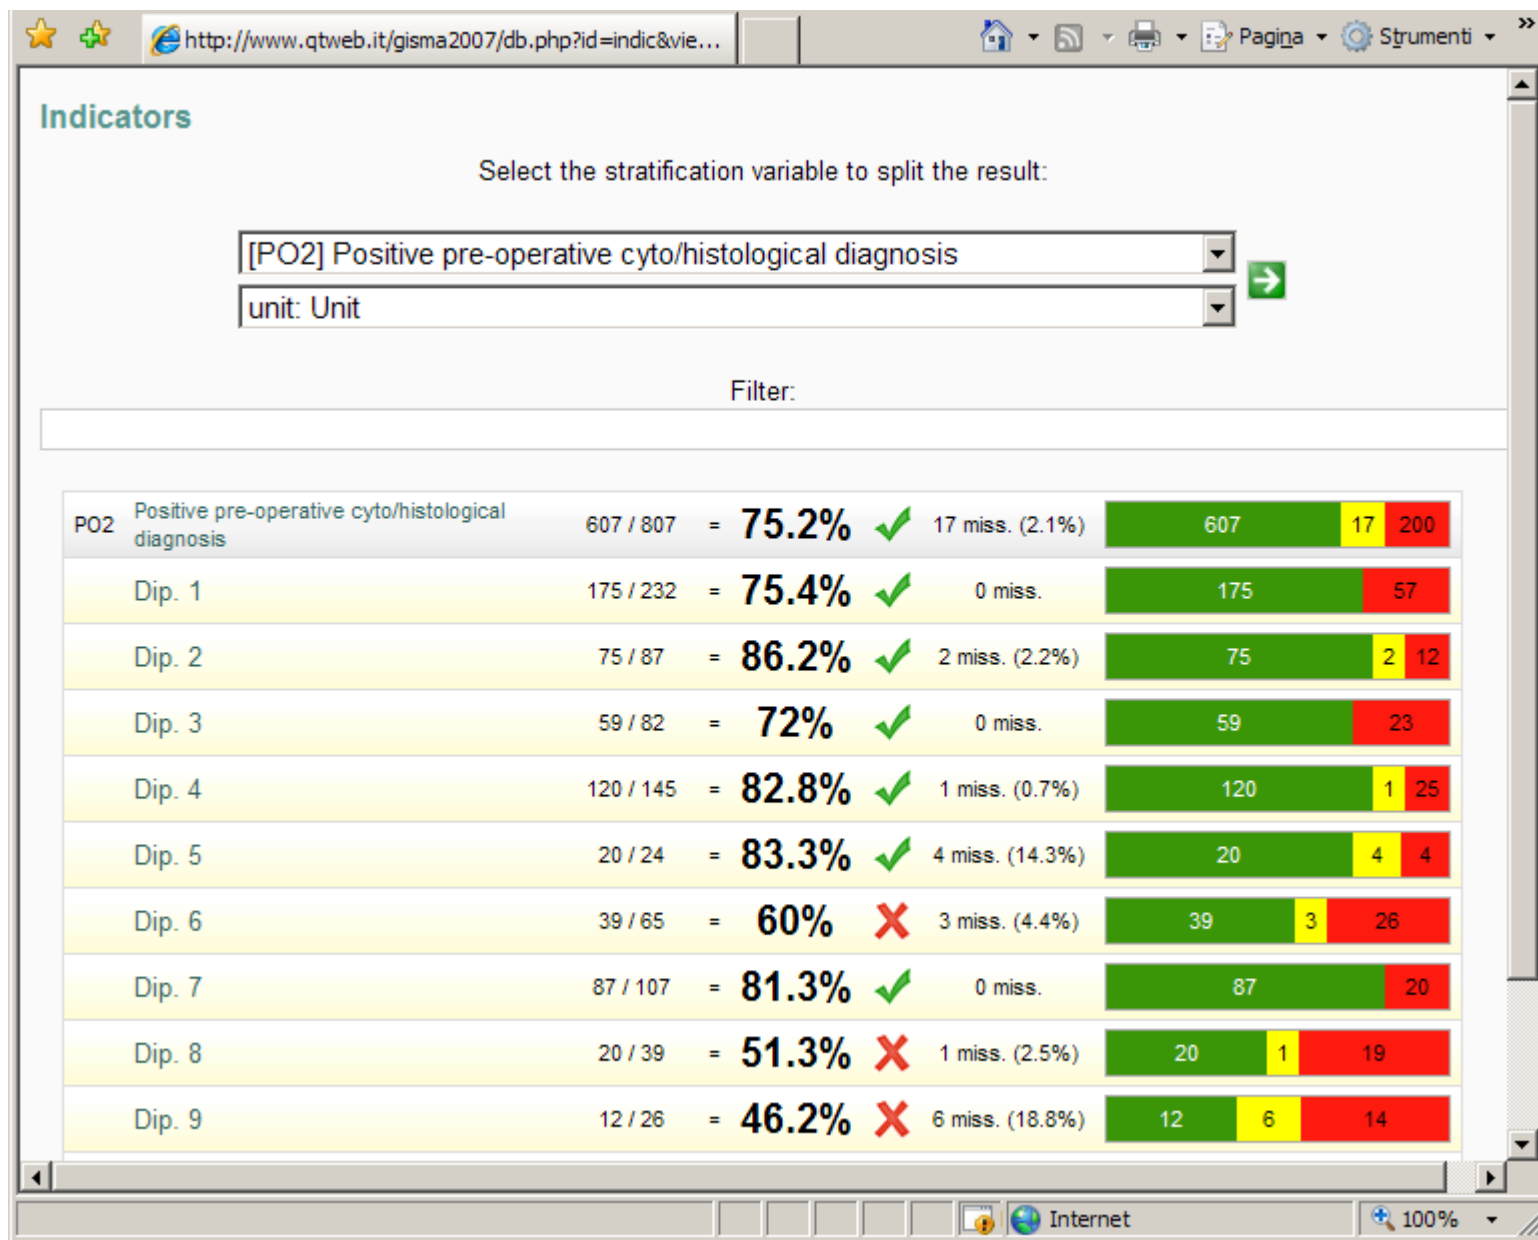 http://www.qtweb.it/gisma2007/db.php?id=indic&vie... Pagina Strumenti »
Indicators
Select the stratification variable to split the result:
[PO2] Positive pre-operative cyto/histological diagnosis
unit: Unit
Filter:
PO2 Positive pre-operative cyto/histological diagnosis 607 / 807 = 75.2% 17 miss. (2.1%) 607 17 200
Dip. 1 175 / 232 = 75.4% 0 miss. 175 57
Dip. 2 75 / 87 = 86.2% 2 miss. (2.2%) 75 2 12
Dip. 3 59 / 82 = 72% 0 miss. 59 23
Dip. 4 120 / 145 = 82.8% 1 miss. (0.7%) 120 1 25
Dip. 5 20 / 24 = 83.3% 4 miss. (14.3%) 20 4 4
Dip. 6 39 / 65 = 60% 3 miss. (4.4%) 39 3 26
Dip. 7 87 / 107 = 81.3% 0 miss. 87 20
Dip. 8 20 / 39 = 51.3% 1 miss. (2.5%) 20 1 19
Dip. 9 12 / 26 = 46.2% 6 miss. (18.8%) 12 6 14
Internet 100%